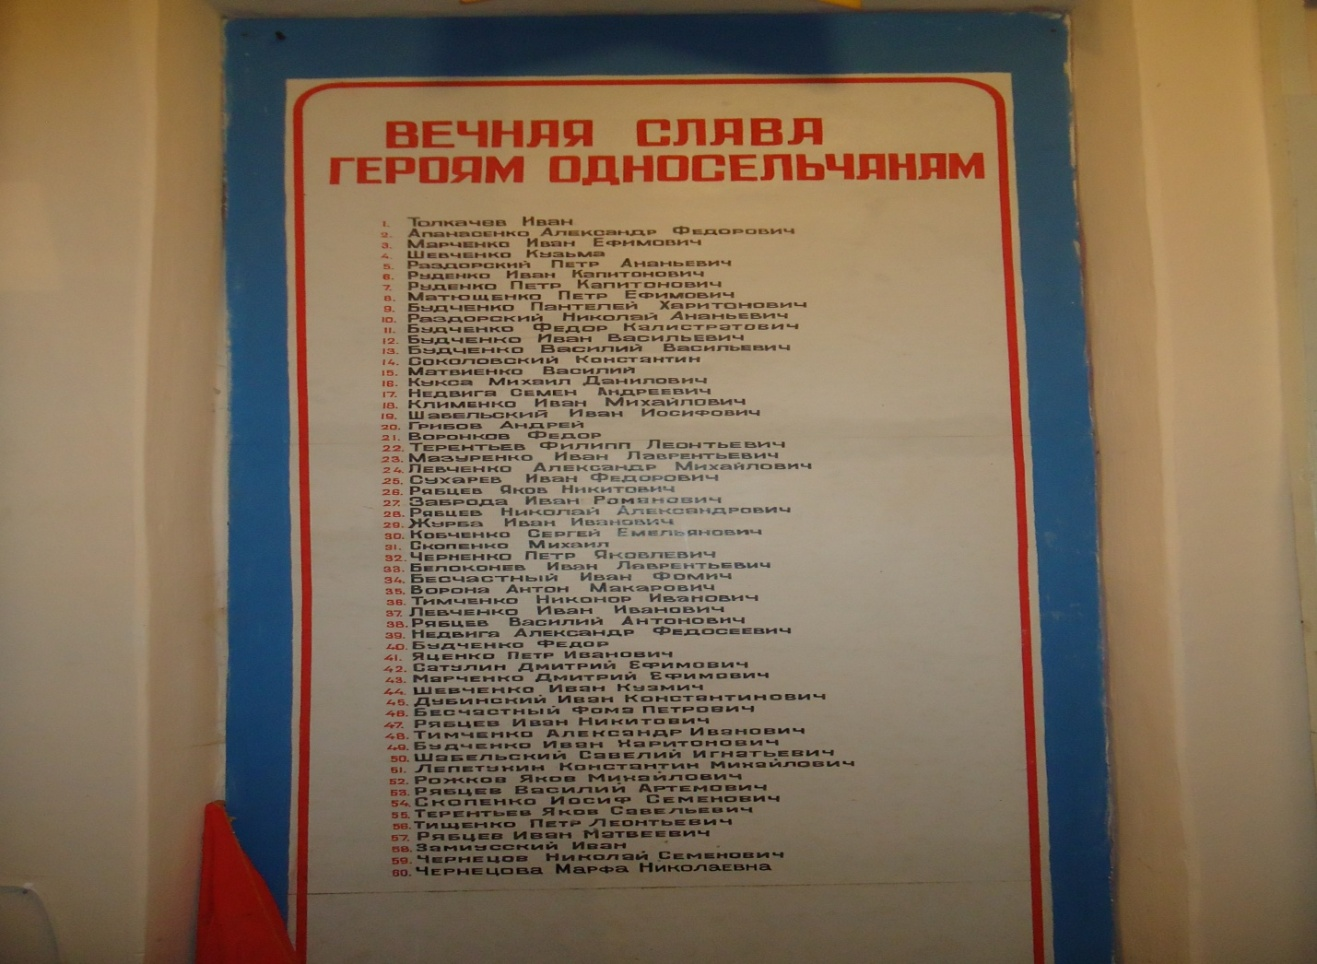 ВЕЧНАЯ СЛАВА
ГЕРОЯМ ОДНОСЕЛЬЧАНАМ
1. Толкачев Иван
2. Апанасенко Александр Федорович
3. Марченко Иван Ефимович
4. Шевченко Кузьма
5. Раздорский Петр Ананьевич
6. Руденко Иван Капитонович
7. Руденко Петр Капитонович
8. Матющенко Петр Ефимович
9. Будченко Пантелей Харитонович
10. Раздорский Николай Ананьевич
11. Будченко Федор Калистратович
12. Будченко Иван Васильевич
13. Будченко Василий Васильевич
14. Соколовский Константин
15. Матвиенко Василий
16. Кукса Михаил Данилович
17. Недвига Семен Андреевич
18. Клименко Иван Михайлович
19. Шабельский Иван Иосифович
20. Грибов Андрей
21. Воронков Федор
22. Терентьев Филипп Леонтьевич
23. Мазуренко Иван Лаврентьевич
24. Левченко Александр Михайлович
25. Сухарев Иван Федорович
26. Рябцев Яков Никитович
27. Заброда Иван Романович
28. Рябцев Николай Александрович
29. Журба Иван Иванович
30. Ковченко Сергей Емельянович
31. Скопенко Михаил
32. Черненко Петр Яковлевич
33. Белоконев Иван Лаврентьевич
34. Бесчастный Иван Фомич
35. Ворона Антон Макарович
36. Тимченко Никонор Иванович
37. Левченко Иван Иванович
38. Рябцев Василий Антонович
39. Недвига Александр Федосеевич
40. Будченко Федор
41. Яценко Петр Иванович
42. Сатулин Дмитрий Ефимович
43. Марченко Дмитрий Ефимович
44. Шевченко Иван Кузмич
45. Дубинский Иван Константинович
46. Бесчастный Фома Петрович
47. Рябцев Иван Никитович
48. Тимченко Александр Иванович
49. Будченко Иван Харитонович
50. Шабельский Савелий Игнатьевич
51. Лепетухин Константин Михайлович
52. Рожков Яков Михайлович
53. Рябцев Василий Артемович
54. Скопенко Иосиф Семенович
55. Терентьев Яков Савельевич
56. Тищенко Петр Леонтьевич
57. Рябцев Иван Матвеевич
58. Замиусский Иван
59. Чернецов Николай Семенович
60. Чернецова Марфа Николаевна